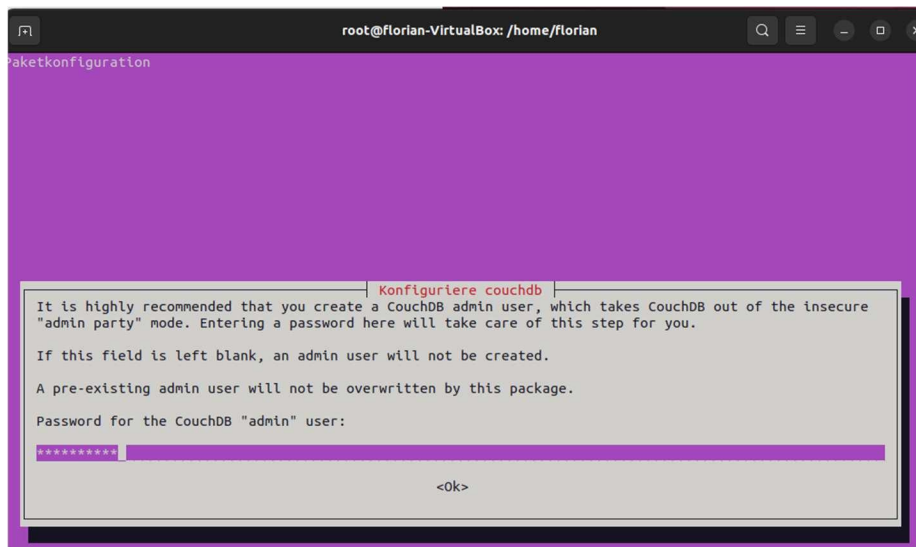 root@florian-VirtualBox: /home/florian
Paketkonfiguration
Konfiguriere couchdb
It is highly recommended that you create a CouchDB admin user, which takes CouchDB out of the insecure
"admin party" mode. Entering a password here will take care of this step for you.
If this field is left blank, an admin user will not be created.
A pre-existing admin user will not be overwritten by this package.
Password for the CouchDB "admin" user:
**********_
<Ok>